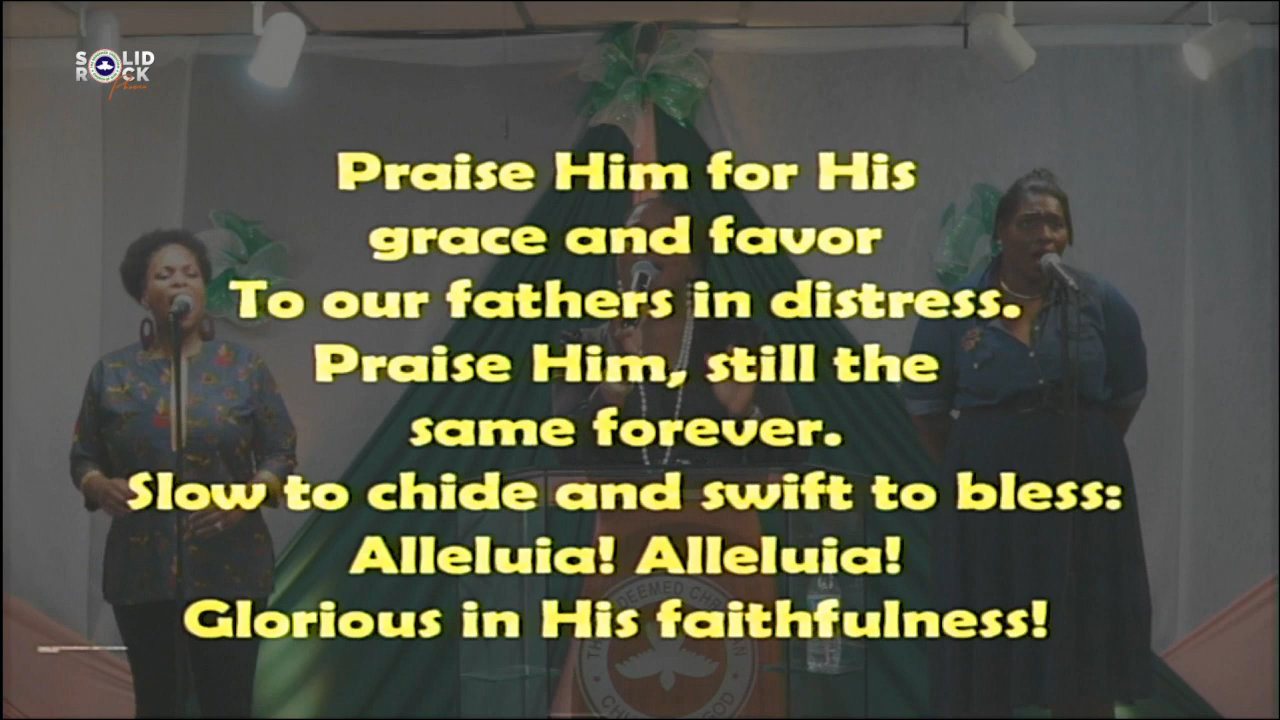 SOLID
ROCK
Praise Him for His
grace and favor
To our fathers in distress.
Praise Him, still the
same forever.
Slow to chide and swift to bless:
Alleluia! Alleluia!
Glorious in His faithfulness!